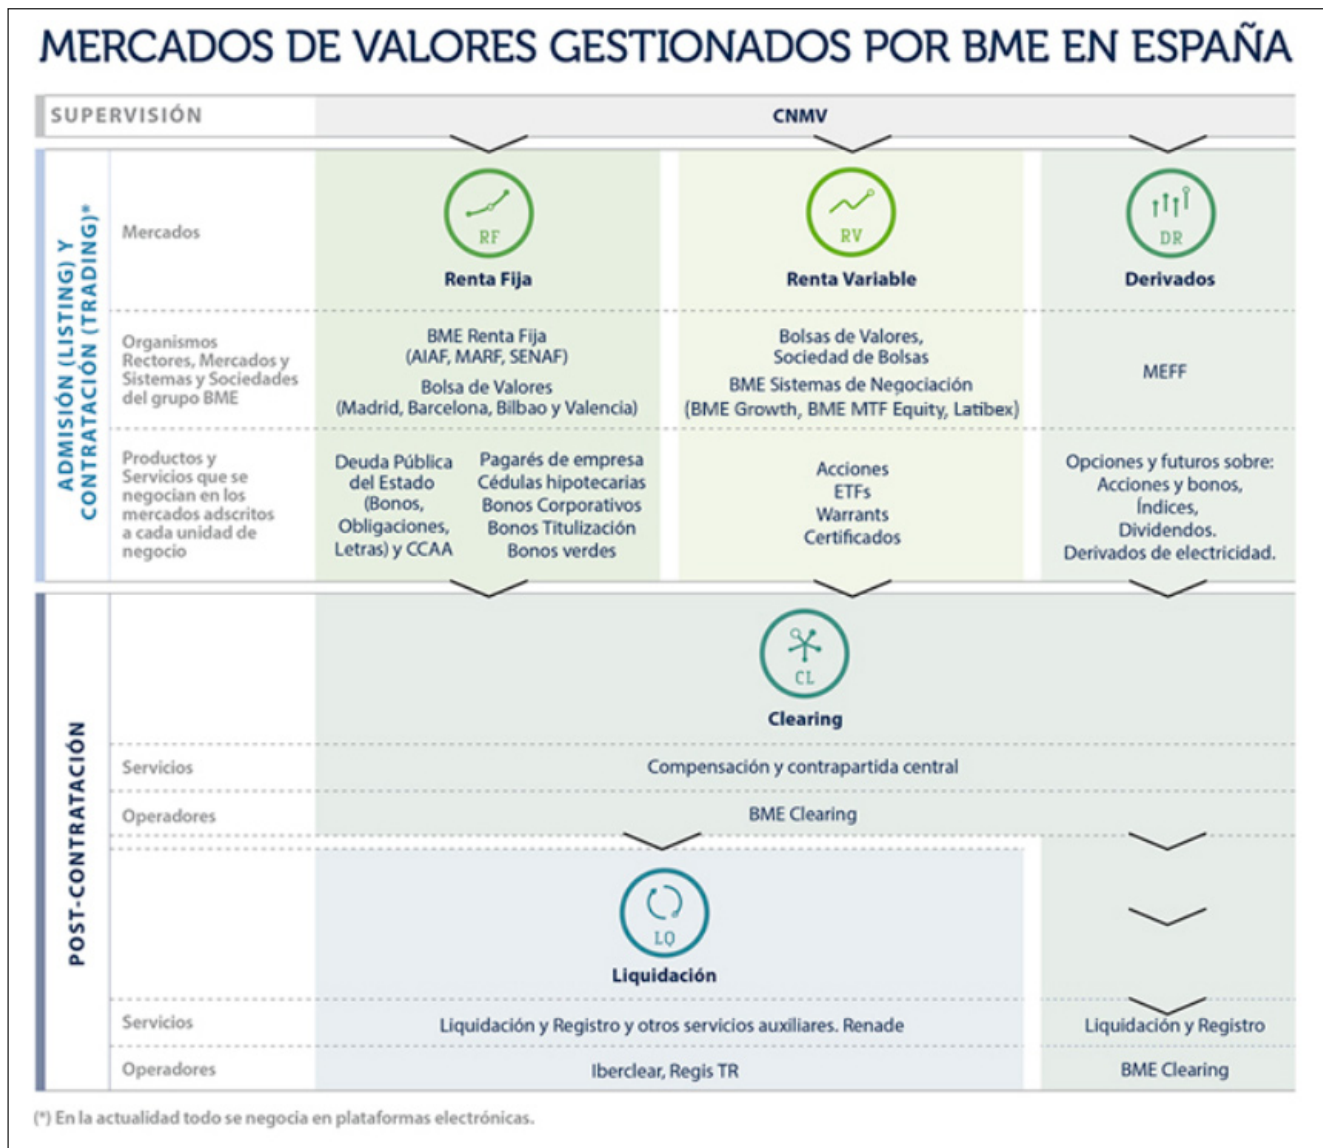 MERCADOS DE VALORES GESTIONADOS POR BME EN ESPAÑA
SUPERVISIÓN
CNMV
ADMISIÓN (LISTING) Y
CONTRATACIÓN (TRADING)*
Mercados
RF
Renta Fija
RV
Renta Variable
DR
Derivados
Organismos
Rectores, Mercados y
Sistemas y Sociedades
del grupo BME
BME Renta Fija
(AIAF, MARF, SENAF)
Bolsa de Valores
(Madrid, Barcelona, Bilbao y Valencia)
Bolsas de Valores,
Sociedad de Bolsas
BME Sistemas de Negociación
(BME Growth, BME MTF Equity, Latibex)
MEFF
Productos y
Servicios que se
negocian en los
mercados adscritos
a cada unidad de
negocio
Deuda Pública
del Estado
(Bonos,
Obligaciones,
Letras) y CCAA
Pagarés de empresa
Cédulas hipotecarias
Bonos Corporativos
Bonos Titulización
Bonos verdes
Acciones
ETFs
Warrants
Certificados
Opciones y futuros sobre:
Acciones y bonos,
Índices,
Dividendos.
Derivados de electricidad.
POST-CONTRATACIÓN
CL
Clearing
Servicios
Compensación y contrapartida central
Operadores
BME Clearing
LQ
Liquidación
Servicios
Liquidación y Registro y otros servicios auxiliares. Renade
Liquidación y Registro
Operadores
Iberclear, Regis TR
BME Clearing
(*) En la actualidad todo se negocia en plataformas electrónicas.